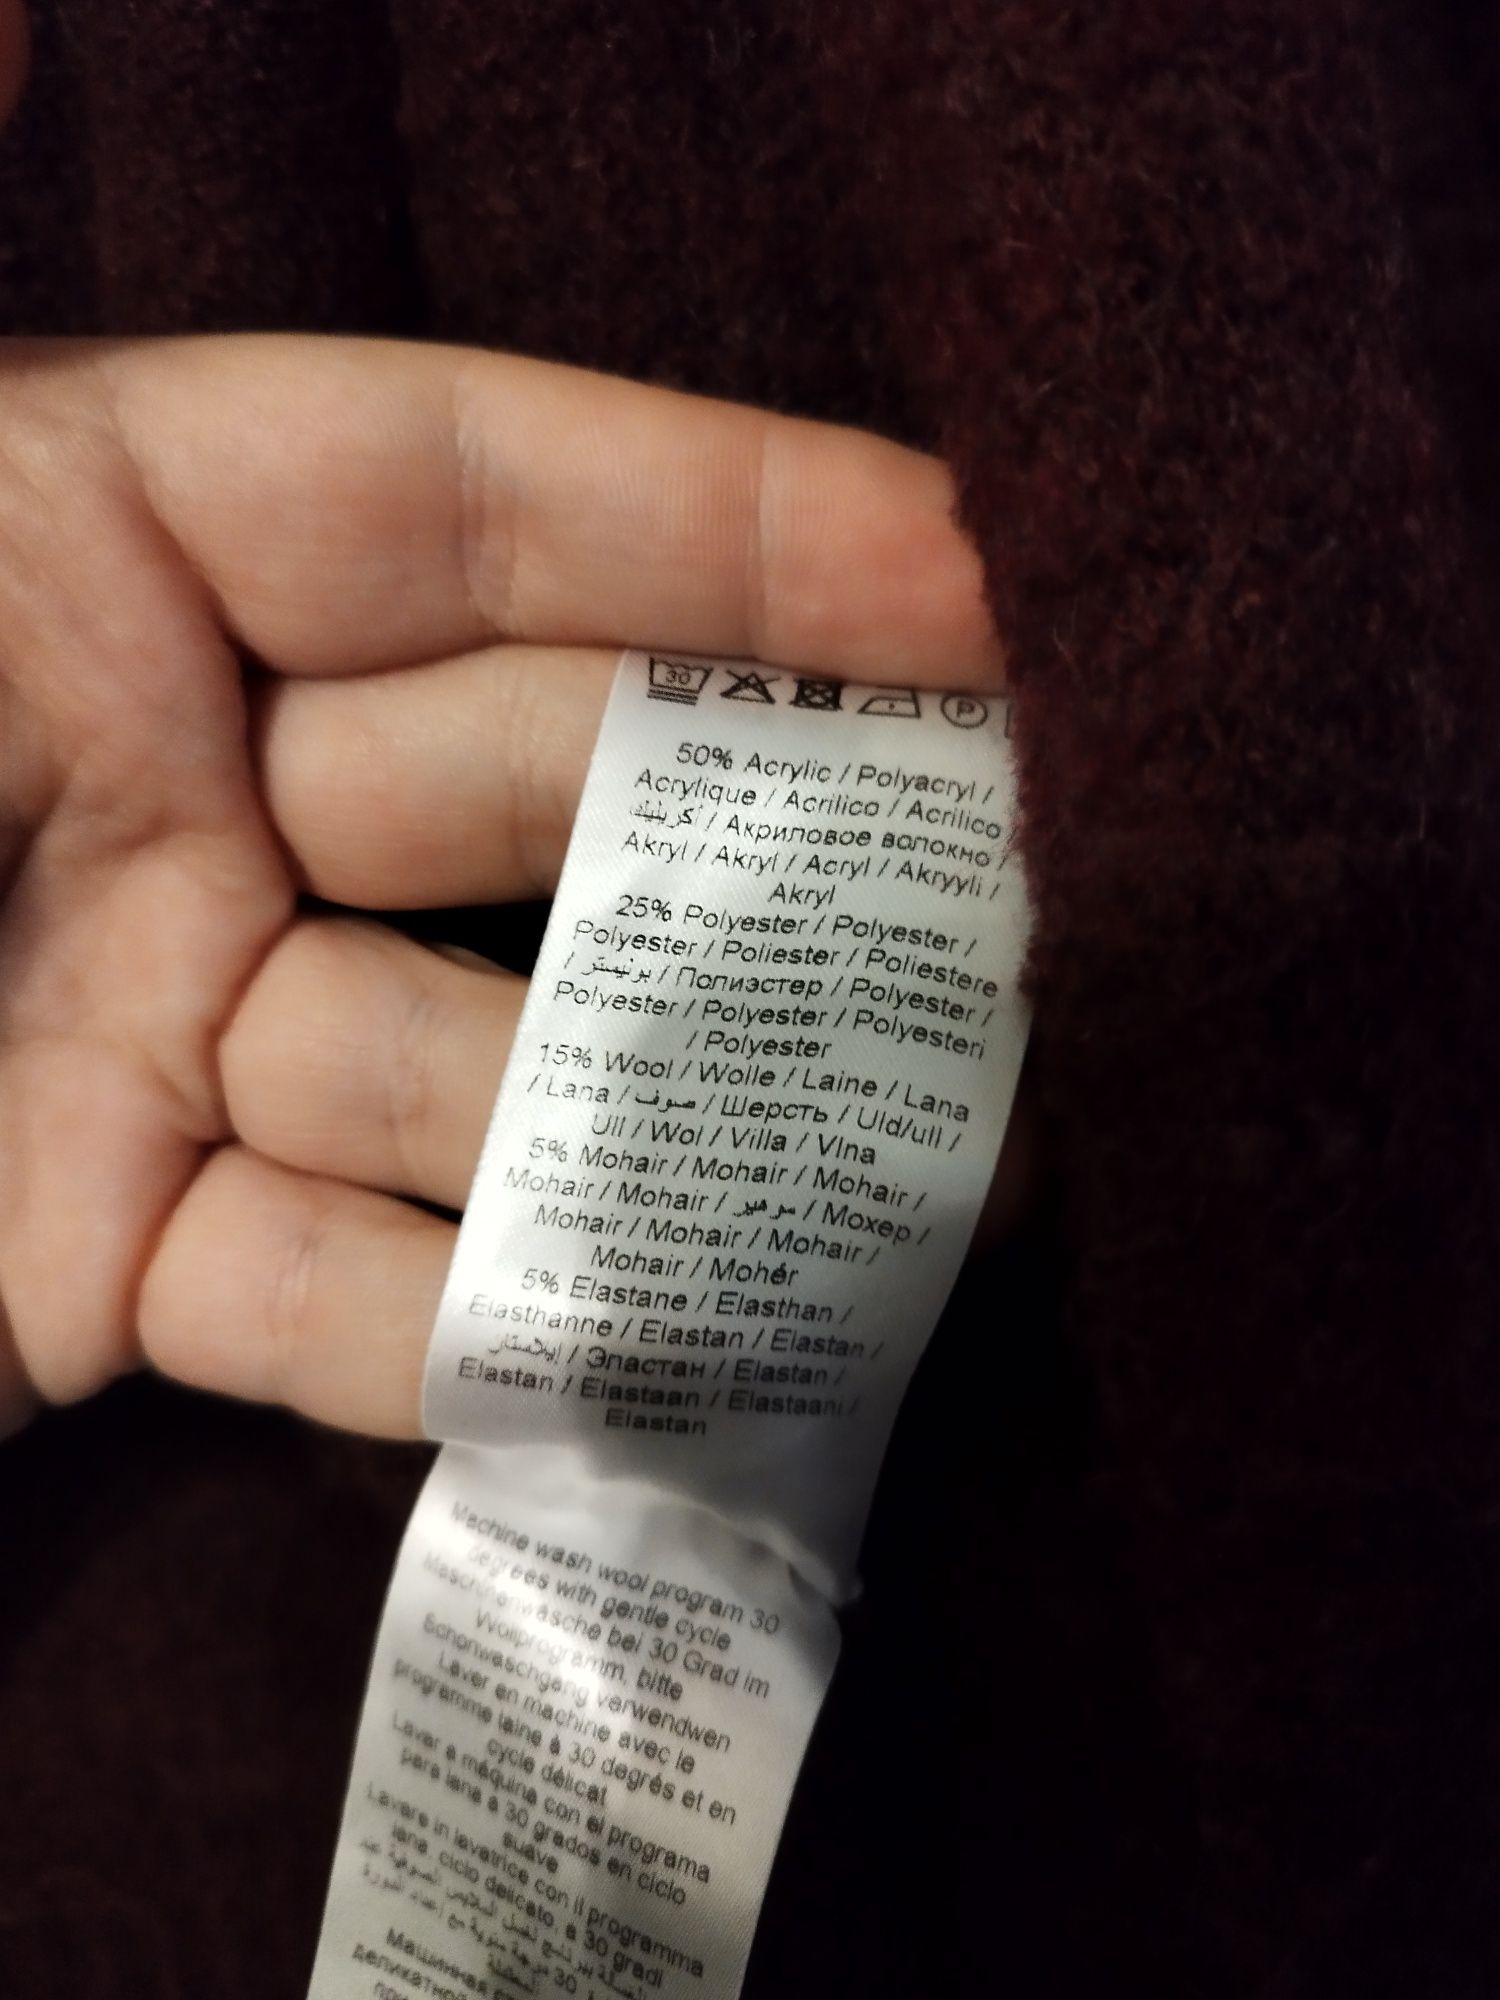 30 P
50% Acrylic / Polyacryl /
Acrylique / Acrilico / Acrilico /
أكريليك / Акриловое волокно /
Akryl / Akryl / Acryl / Akryyli /
Akryl
25% Polyester / Polyester /
Polyester / Poliester / Poliestere
/ Полиэстер / Polyester /
Polyester / Polyester / Polyesteri
/ Polyester
15% Wool / Wolle / Laine / Lana
/ Lana / صوف / Шерсть / Uld/ull /
Ull / Wol / Villa / Vlna
5% Mohair / Mohair / Mohair /
Mohair / Mohair / موهير / Мохер /
Mohair / Mohair / Mohair /
Mohair / Mohér
5% Elastane / Elasthan /
Elasthanne / Elastan / Elastan /
/ Эластан / Elastan /
Elastan / Elastaan / Elastaani /
Elastan
Machine wash wool program 30
degrees with gentle cycle
Maschinenwäsche bei 30 Grad im
Wollprogramm, bitte
Schonwaschgang verwendwen
Laver en machine avec le
programme laine à 30 degrés et en
cycle délicat
Lavar a máquina con el programa
para lana a 30 grados en ciclo
suave
Lavare in lavatrice con il programma
lana, ciclo delicato, a 30 gradi
30
Машинная